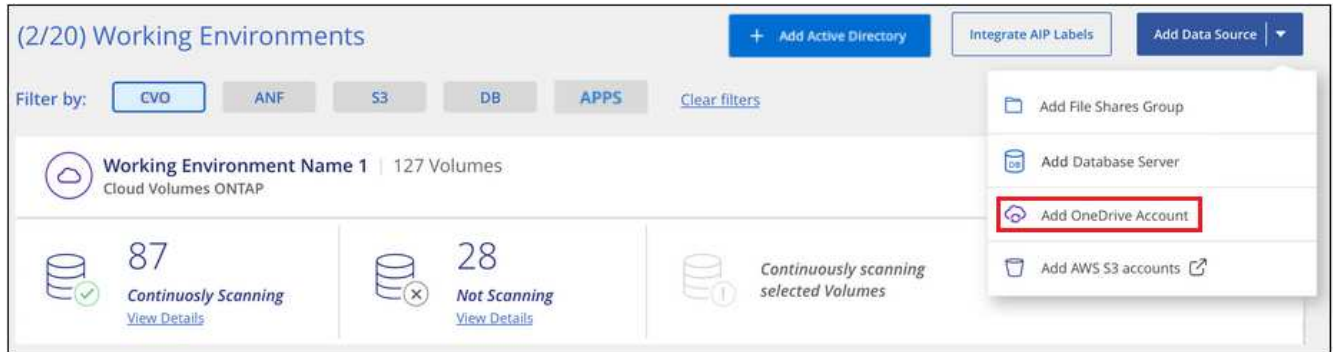 (2/20) Working Environments
+ Add Active Directory
Integrate AIP Labels
Add Data Source
Filter by: CVO ANF S3 DB APPS Clear filters
Add File Shares Group
Working Environment Name 1 | 127 Volumes
Cloud Volumes ONTAP
DB Add Database Server
Add OneDrive Account
Add AWS S3 accounts
87
Continuosly Scanning
View Details
28
Not Scanning
View Details
Continuously scanning
selected Volumes